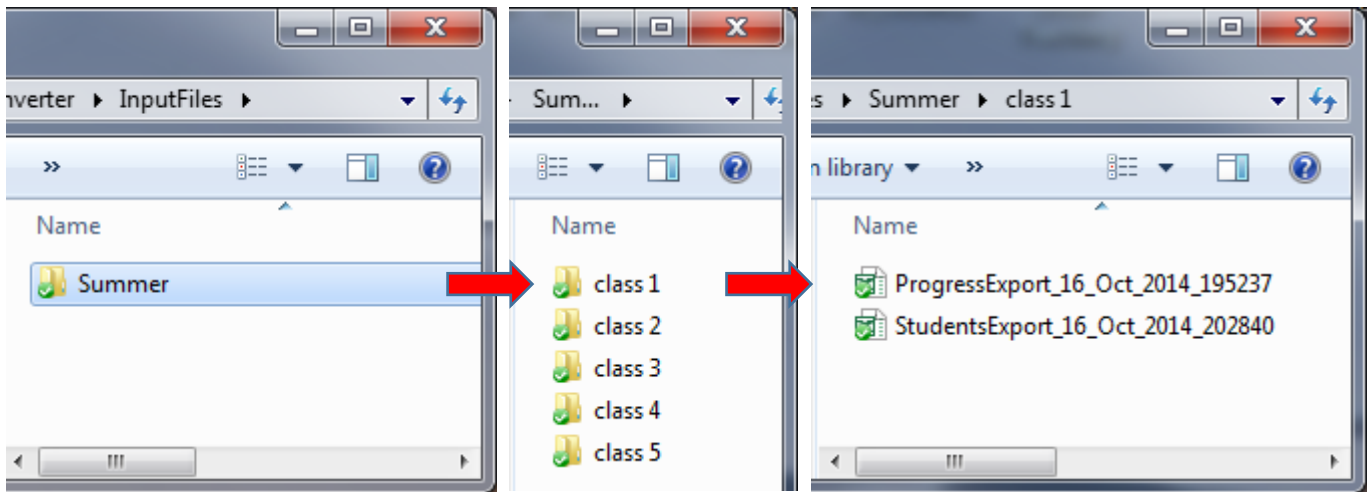 nverter ▸ InputFiles ▸
»
Name
Summer
Sum... ▸
Name
class 1
class 2
class 3
class 4
class 5
s ▸ Summer ▸ class 1
n library »
Name
ProgressExport_16_Oct_2014_195237
StudentsExport_16_Oct_2014_202840